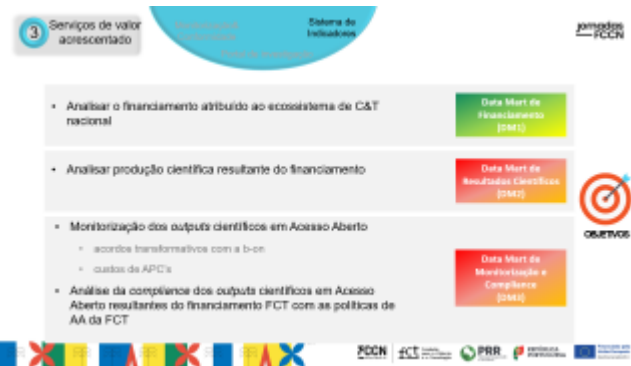 3
Serviços de valor
acrescentado
Sistema de
Indicadores
jornadas
FCCN
Analisar o financiamento atribuído ao ecossistema de C&T
nacional
Data Mart de
Financiamento
(DM1)
Analisar produção científica resultante do financiamento
Data Mart de
Resultados Científicos
(DM2)
Monitorização dos outputs científicos em Acesso Aberto
acordos transformativos com a b-on
custos de APC's
Análise da compliance dos outputs científicos em Acesso
Aberto resultantes do financiamento FCT com as políticas de
AA da FCT
Data Mart de
Monitorização e
Compliance
(DM3)
OBJETIVOS
FCCN
fct
PRR
REPÚBLICA
PORTUGUESA